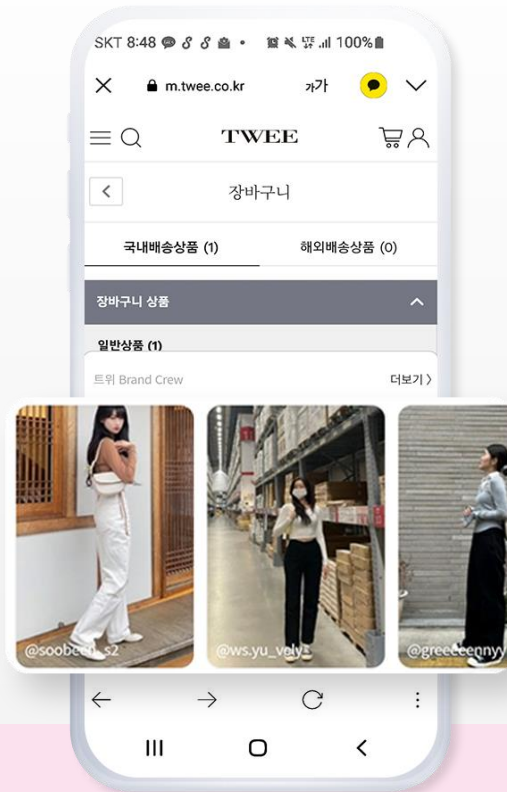 SKT 8:48 100%
m.twee.co.kr 가가
TWEE
장바구니
국내배송상품 (1) 해외배송상품 (0)
장바구니 상품
일반상품 (1)
트위 Brand Crew 더보기 〉
@ws.yu_voly
@greeeeennyy